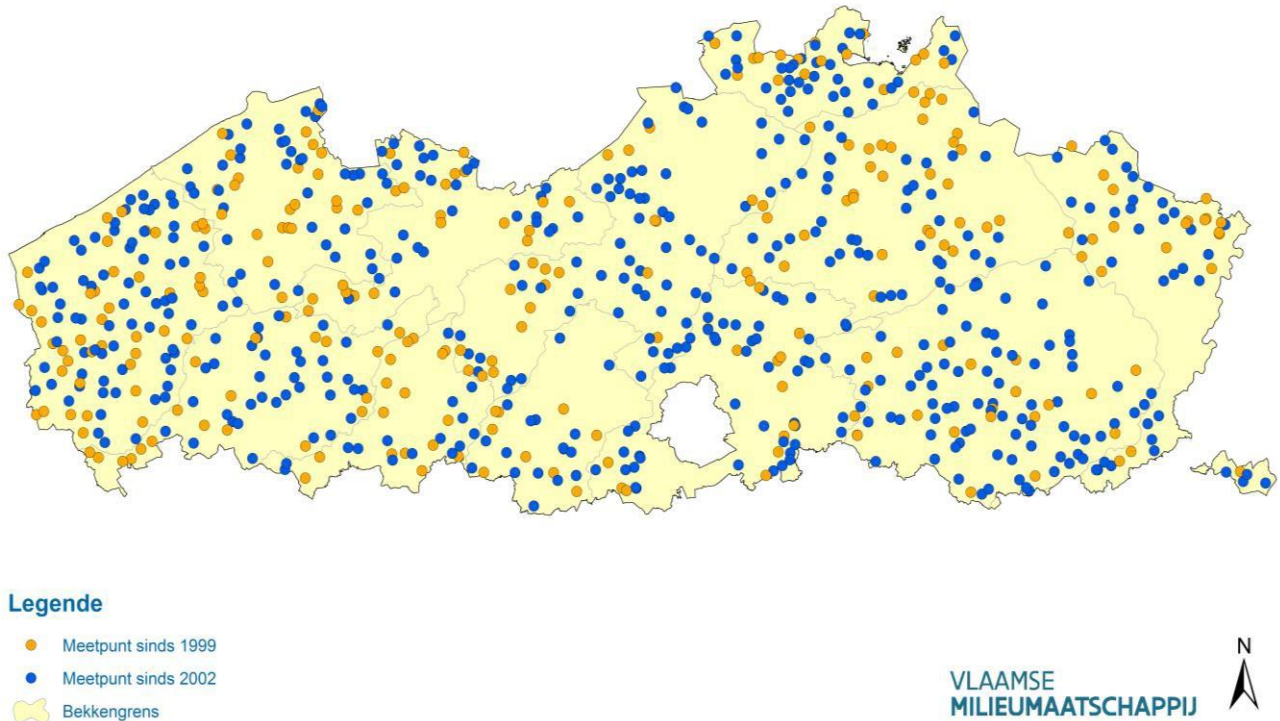 Legende
Meetpunt sinds 1999
Meetpunt sinds 2002
Bekkengrens
VLAAMSE
MILIEUMAATSCHAPPIJ
N